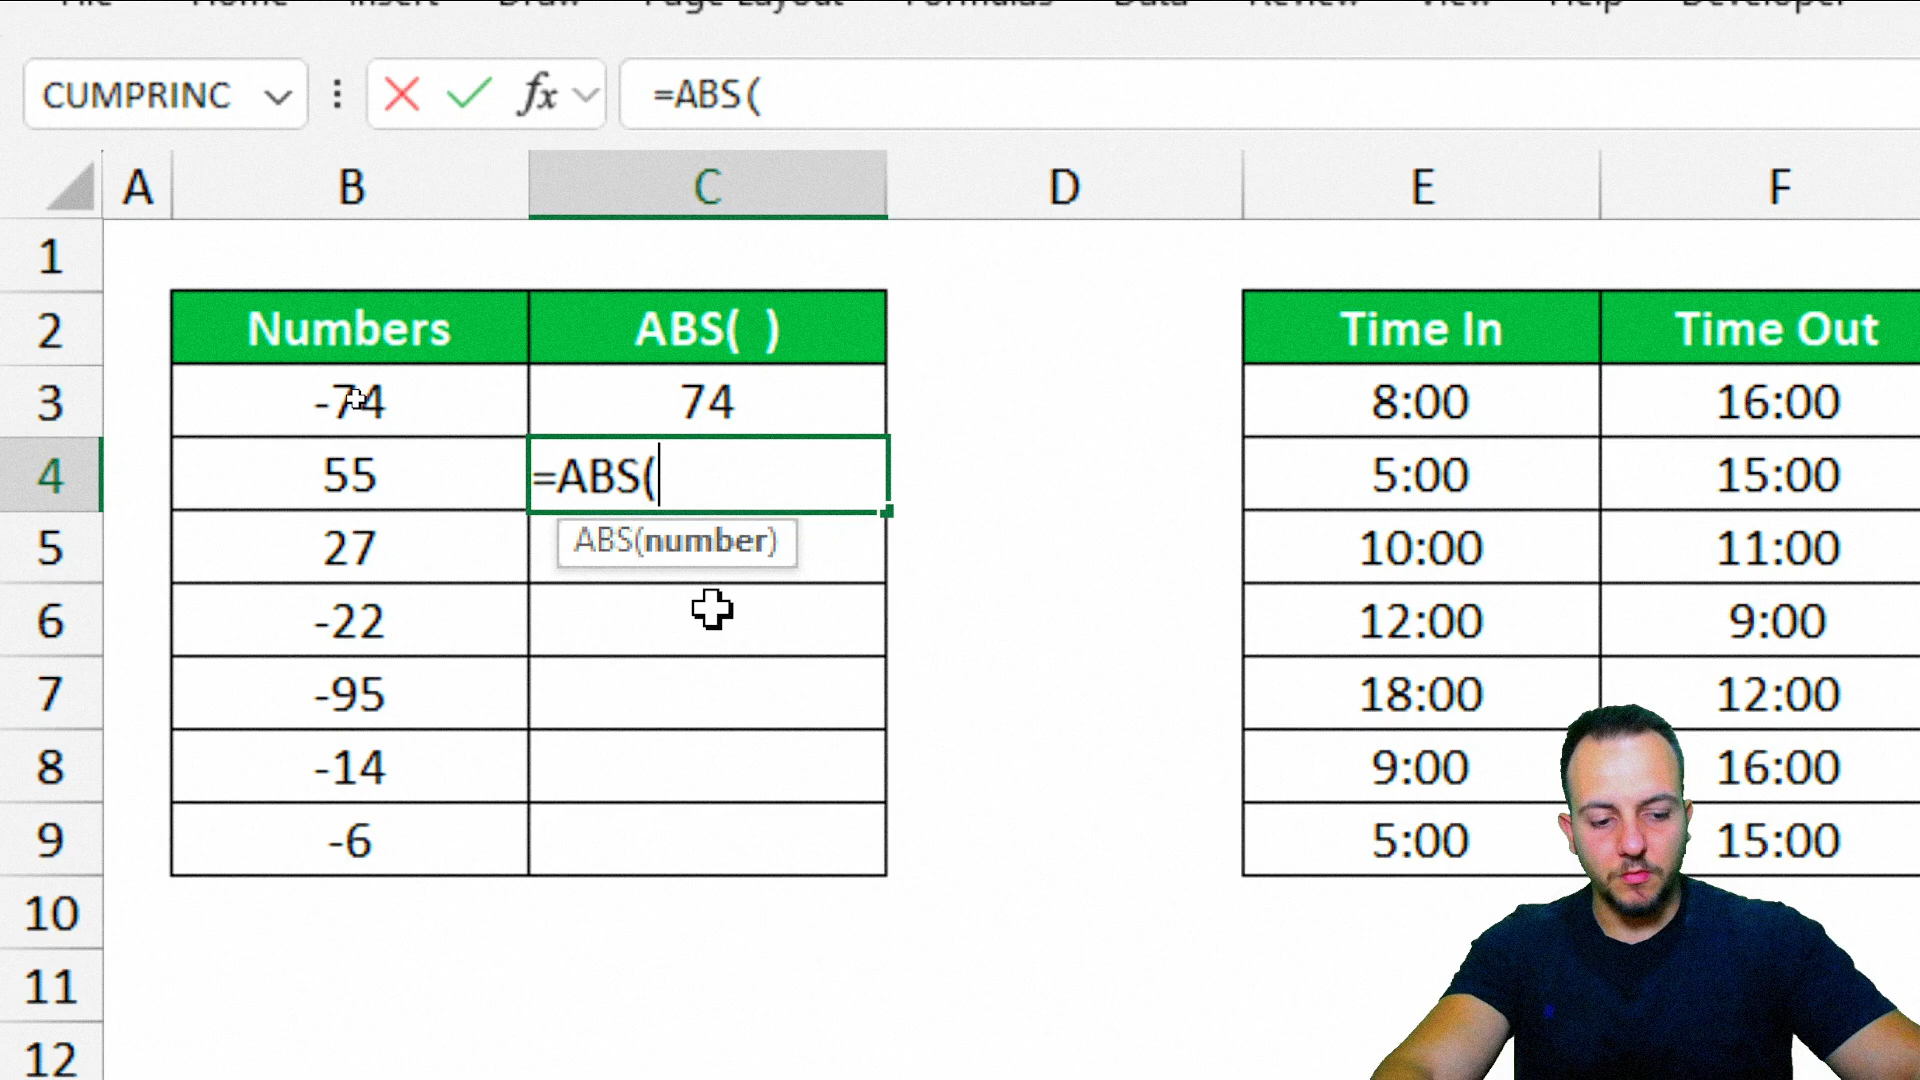 File Home Insert Draw Page Layout Formulas Data Review View Help Developer
CUMPRINC fx =ABS(
A B C D E F
1
2 Numbers ABS( ) Time In Time Out
3 -74 74 8:00 16:00
4 55 =ABS( 5:00 15:00
5 27 ABS(number) 10:00 11:00
6 -22 12:00 9:00
7 -95 18:00 12:00
8 -14 9:00 16:00
9 -6 5:00 15:00
10
11
12